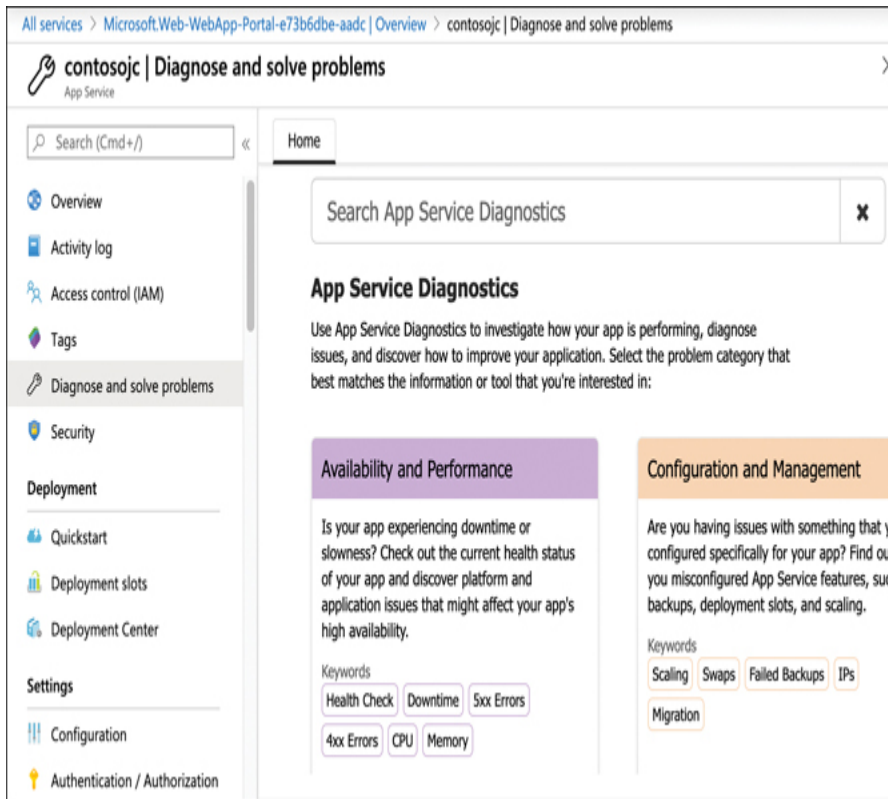 All services > Microsoft.Web-WebApp-Portal-e73b6dbe-aadc | Overview > contosojc | Diagnose and solve problems
contosojc | Diagnose and solve problems
App Service
Search (Cmd+/)
«
Overview
Activity log
Access control (IAM)
Tags
Diagnose and solve problems
Security
Deployment
Quickstart
Deployment slots
Deployment Center
Settings
Configuration
Authentication / Authorization
Home
Search App Service Diagnostics
App Service Diagnostics
Use App Service Diagnostics to investigate how your app is performing, diagnose
issues, and discover how to improve your application. Select the problem category that
best matches the information or tool that you're interested in:
Availability and Performance
Is your app experiencing downtime or
slowness? Check out the current health status
of your app and discover platform and
application issues that might affect your app's
high availability.
Keywords
Health Check Downtime 5xx Errors
4xx Errors CPU Memory
Configuration and Management
Are you having issues with something that
configured specifically for your app? Find
you misconfigured App Service features,
backups, deployment slots, and scaling.
Keywords
Scaling Swaps Failed Backups IPs
Migration